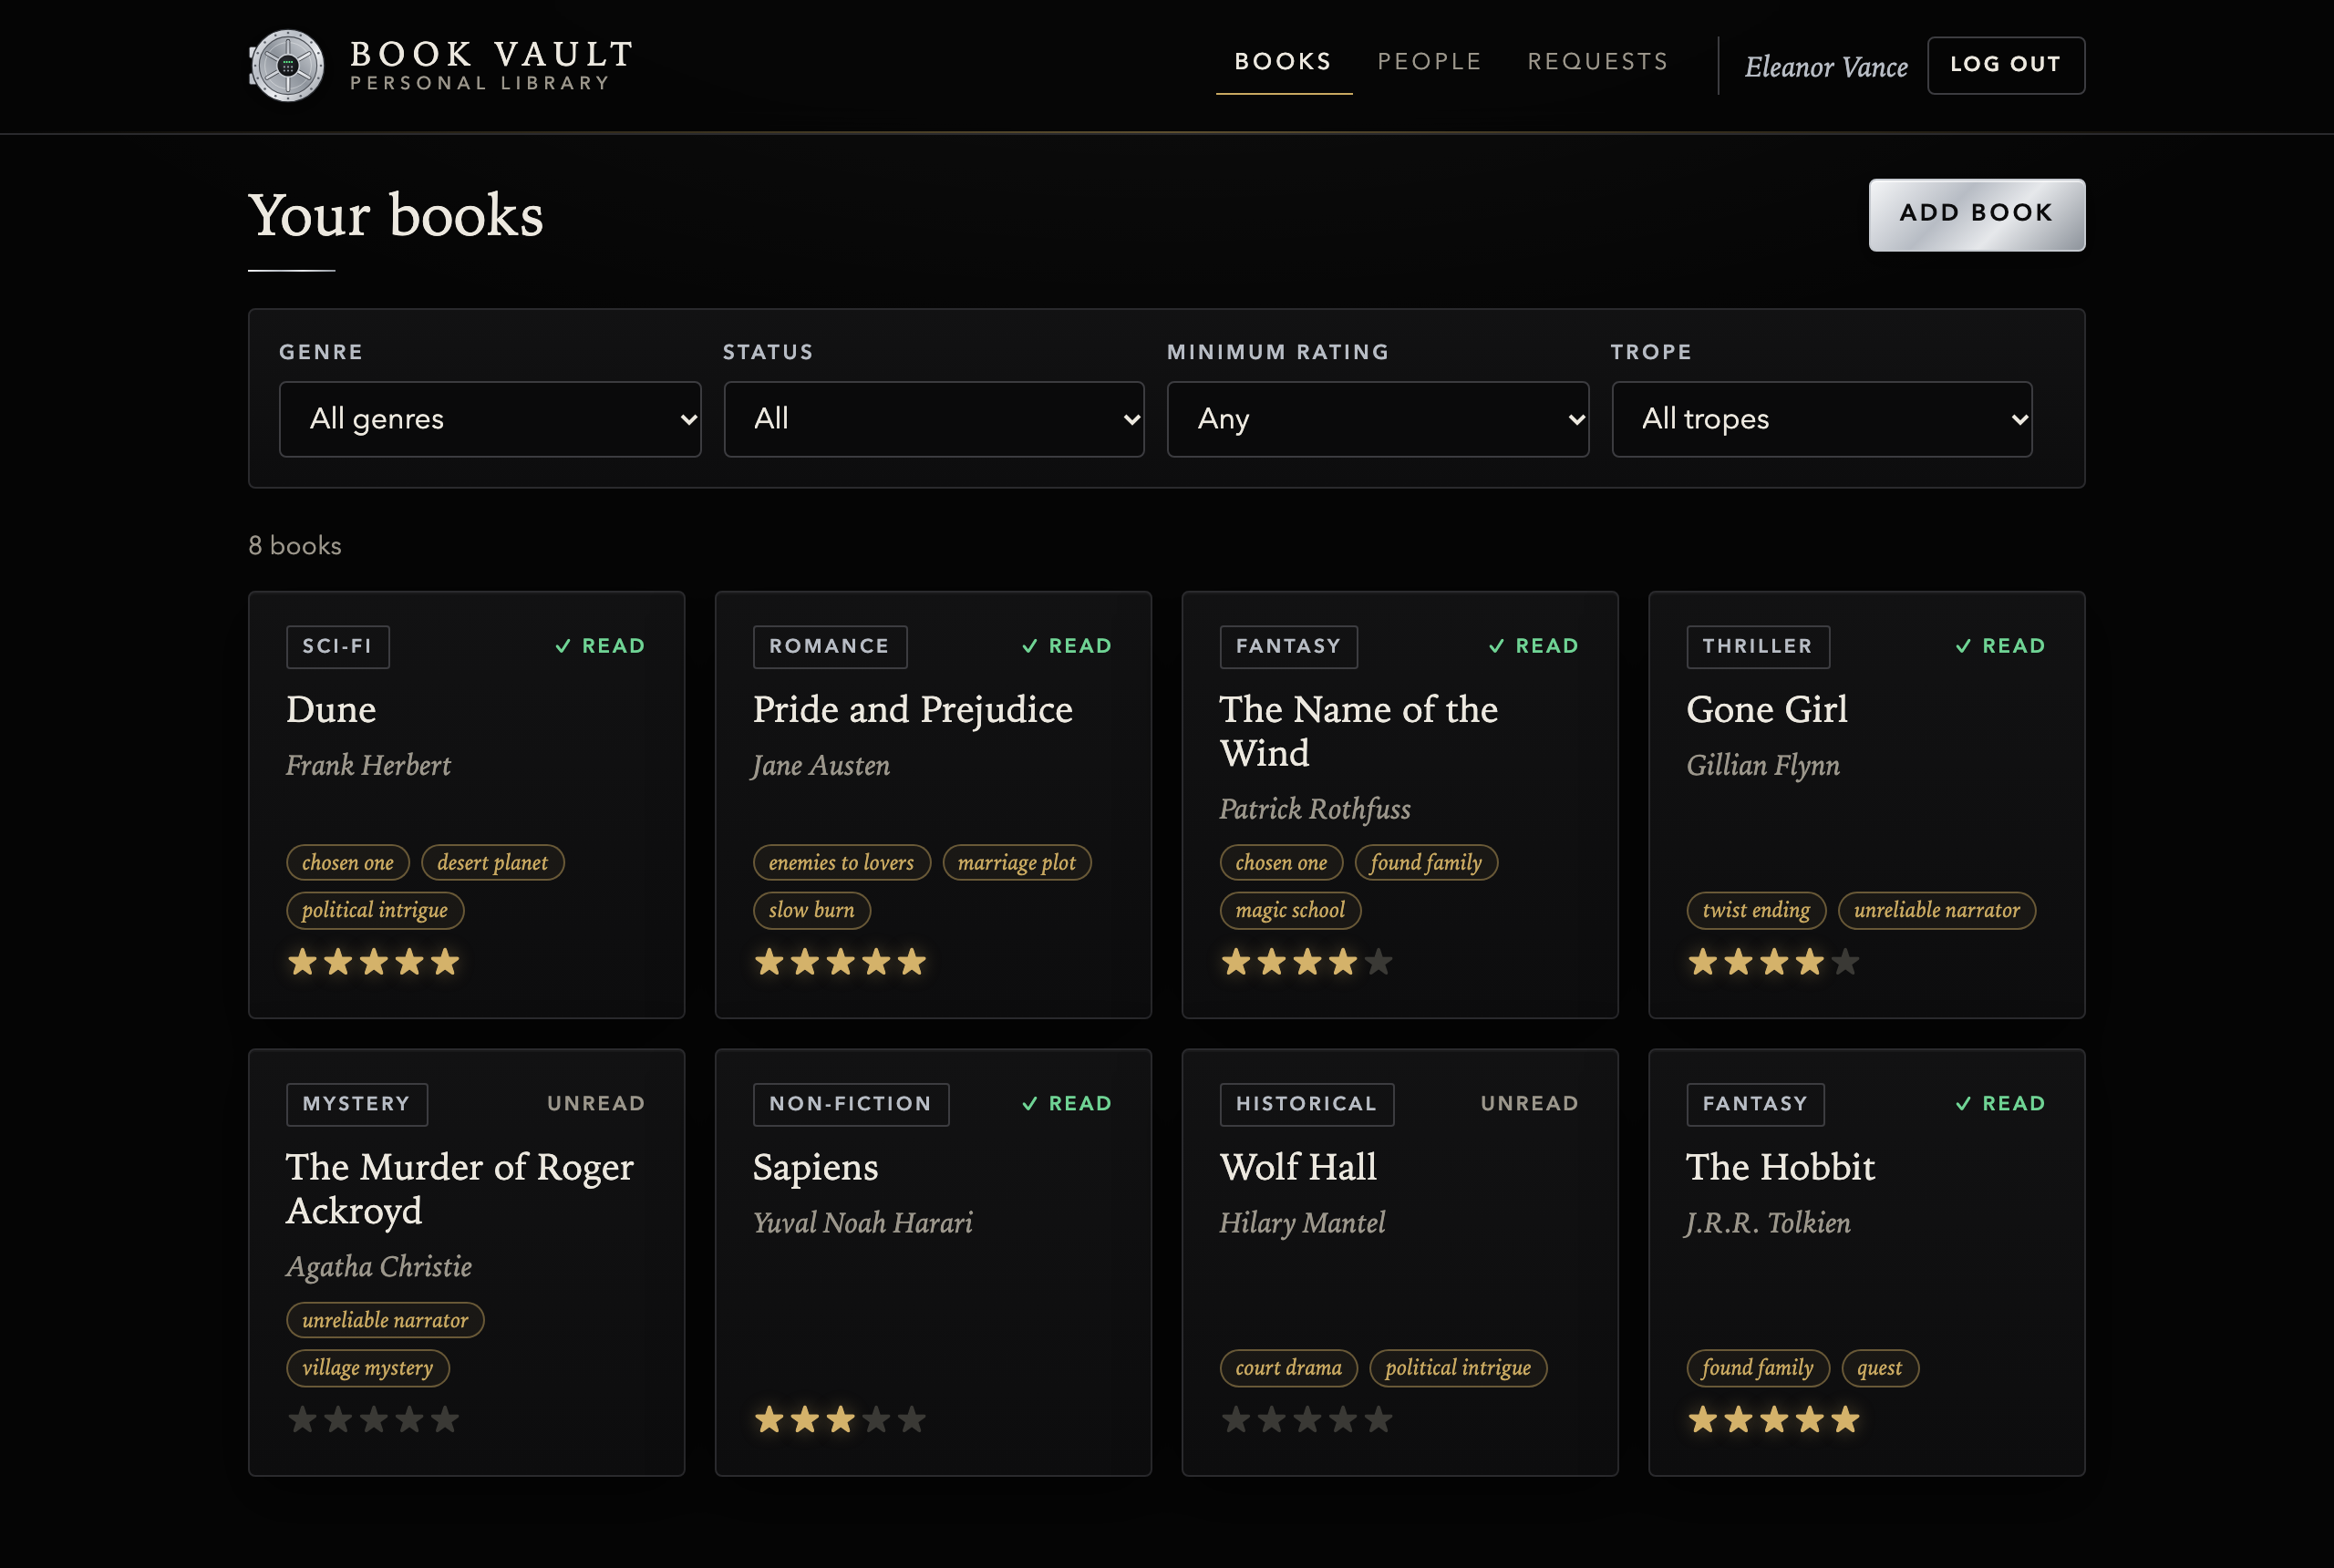 BOOK VAULT
PERSONAL LIBRARY
BOOKS
PEOPLE
REQUESTS
Eleanor Vance
LOG OUT
Your books
ADD BOOK
GENRE
STATUS
MINIMUM RATING
TROPE
All genres
All
Any
All tropes
8 books
SCI-FI
✓ READ
Dune
Frank Herbert
chosen one
desert planet
political intrigue
ROMANCE
✓ READ
Pride and Prejudice
Jane Austen
enemies to lovers
marriage plot
slow burn
FANTASY
✓ READ
The Name of the
Wind
Patrick Rothfuss
chosen one
found family
magic school
THRILLER
✓ READ
Gone Girl
Gillian Flynn
twist ending
unreliable narrator
MYSTERY
UNREAD
The Murder of Roger
Ackroyd
Agatha Christie
unreliable narrator
village mystery
NON-FICTION
✓ READ
Sapiens
Yuval Noah Harari
HISTORICAL
UNREAD
Wolf Hall
Hilary Mantel
court drama
political intrigue
FANTASY
✓ READ
The Hobbit
J.R.R. Tolkien
found family
quest